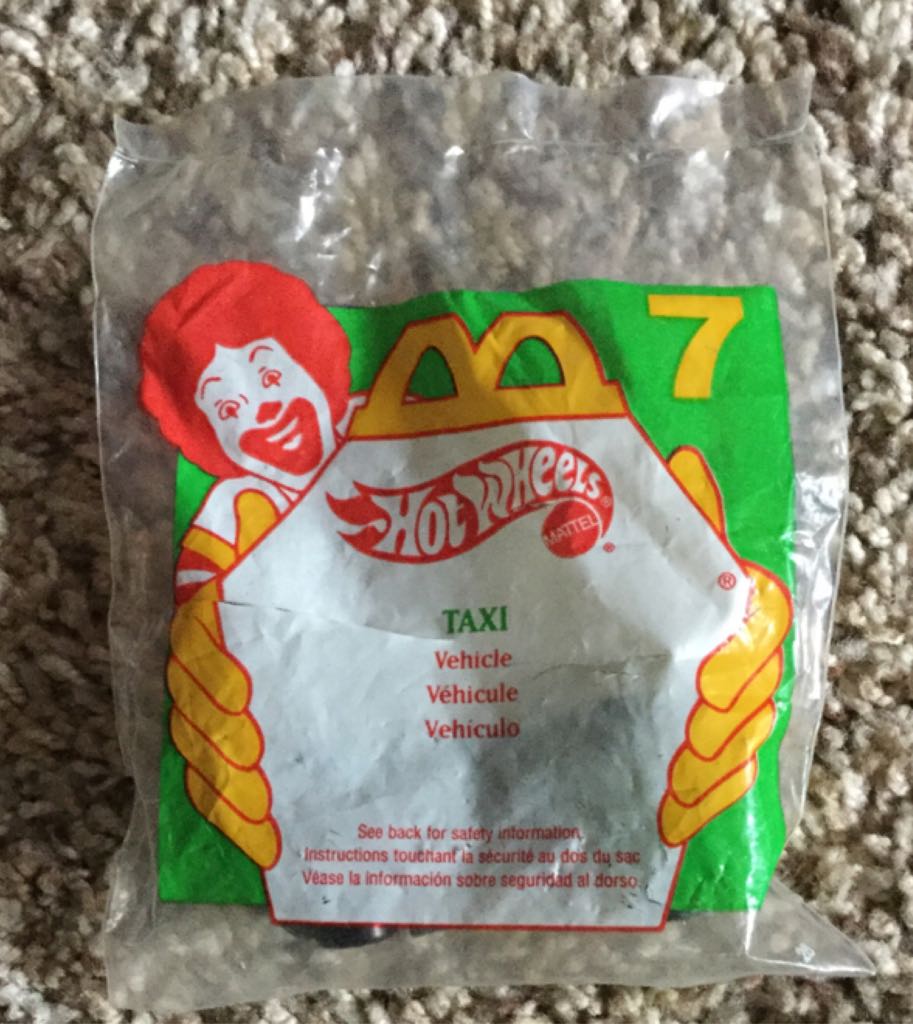 7
HOT WHEELS®
MATTEL®
®
TAXI
Vehicle
Véhicule
Vehículo
See back for safety information.
Instructions touchant la sécurité au dos du sac
Véase la información sobre seguridad al dorso.